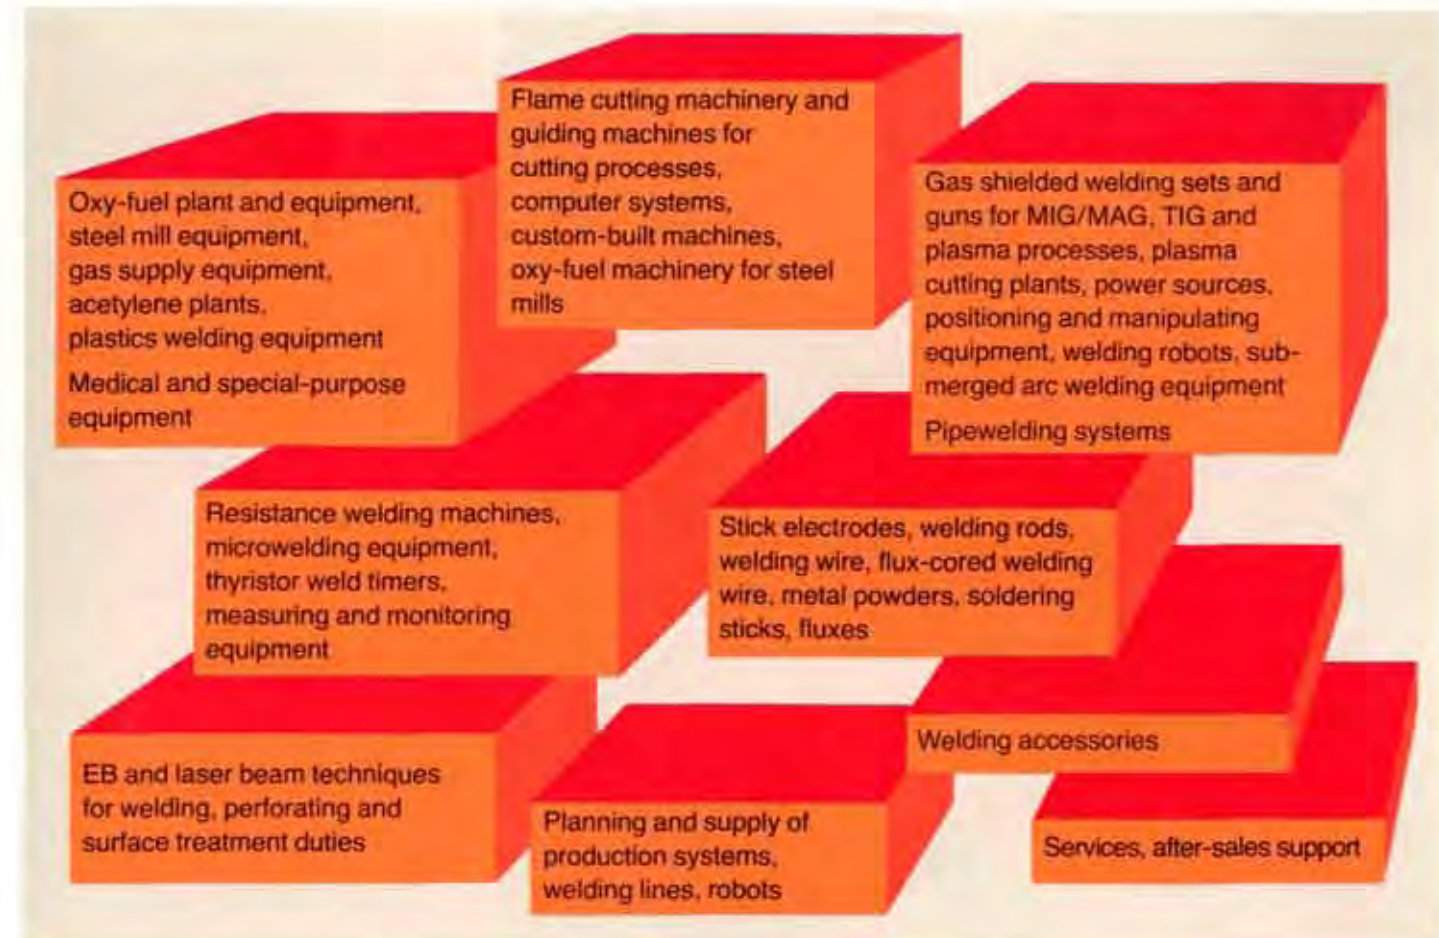 Oxy-fuel plant and equipment,
steel mill equipment,
gas supply equipment,
acetylene plants,
plastics welding equipment
Medical and special-purpose
equipment
Flame cutting machinery and
guiding machines for
cutting processes,
computer systems,
custom-built machines,
oxy-fuel machinery for steel
mills
Gas shielded welding sets and
guns for MIG/MAG, TIG and
plasma processes, plasma
cutting plants, power sources,
positioning and manipulating
equipment, welding robots, sub-
merged arc welding equipment
Pipewelding systems
Resistance welding machines,
microwelding equipment,
thyristor weld timers,
measuring and monitoring
equipment
Stick electrodes, welding rods,
welding wire, flux-cored welding
wire, metal powders, soldering
sticks, fluxes
EB and laser beam techniques
for welding, perforating and
surface treatment duties
Planning and supply of
production systems,
welding lines, robots
Welding accessories
Services, after-sales support